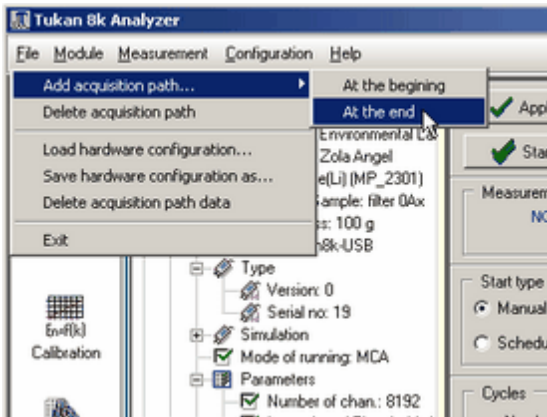 Tukan 8k Analyzer
File Module Measurement Configuration Help
Add acquisition path...
At the begining
Delete acquisition path
At the end
Load hardware configuration...
Save hardware configuration as...
Delete acquisition path data
Exit
Environmental
Zola Angel
e(Li) (MP_2301)
Sample: filter 0Ax
ss: 100 g
n8k-USB
Type
Version: 0
Serial no: 19
Simulation
Mode of running: MCA
Parameters
Number of chan.: 8192
En=f(k)
Calibration
Appl
Star
Measurem
NO
Start type
Manual
Schedu
Cycles